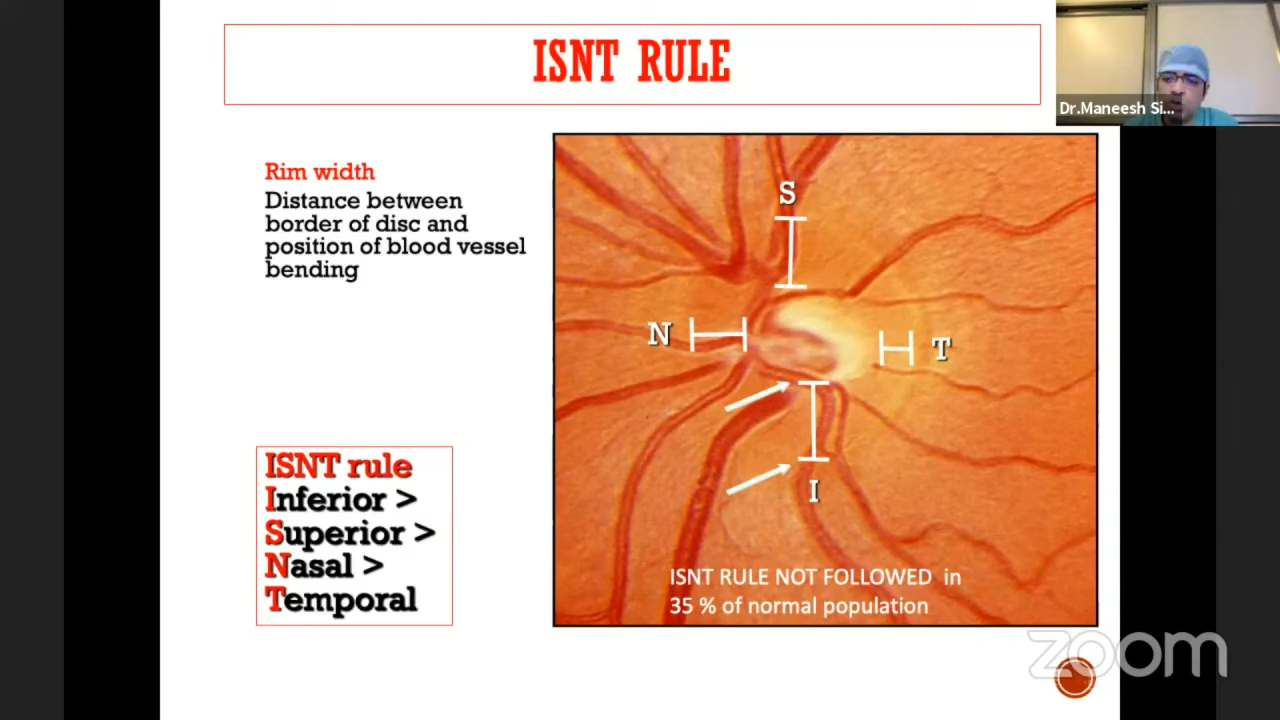 ISNT RULE
Dr.Maneesh Si...
Rim width
Distance between
border of disc and
position of blood vessel
bending
S
N
T
I
ISNT rule
Inferior >
Superior >
Nasal >
Temporal
ISNT RULE NOT FOLLOWED in
35 % of normal population
zoom